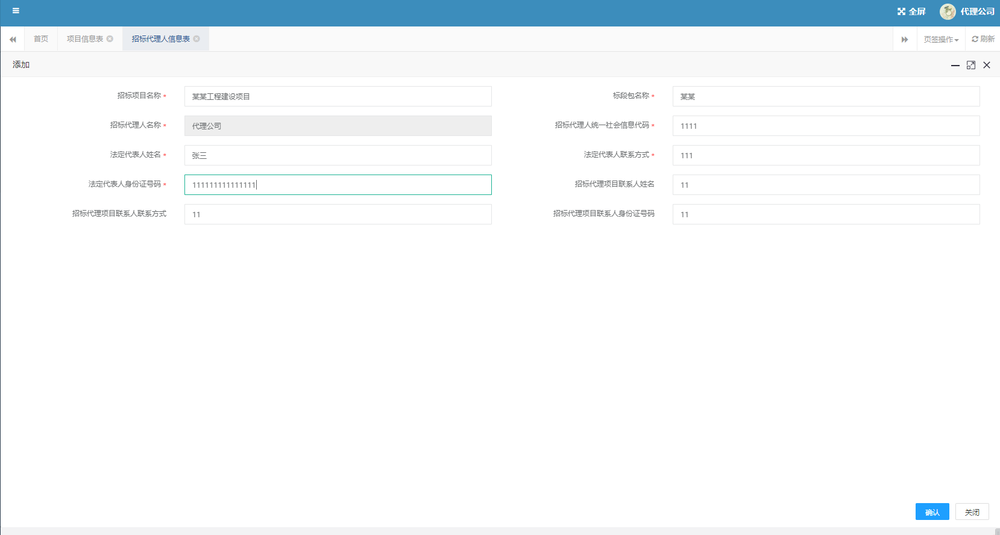 全屏 代理公司
首页 项目信息表 招标代理人信息表 页签操作 刷新
添加
招标项目名称 * 某某工程建设项目 标段包名称 * 某某
招标代理人名称 * 代理公司 招标代理人统一社会信息代码 * 1111
法定代表人姓名 * 张三 法定代表人联系方式 * 111
法定代表人身份证号码 * 111111111111111 招标代理项目联系人姓名 11
招标代理项目联系人联系方式 11 招标代理项目联系人身份证号码 11
确认 关闭